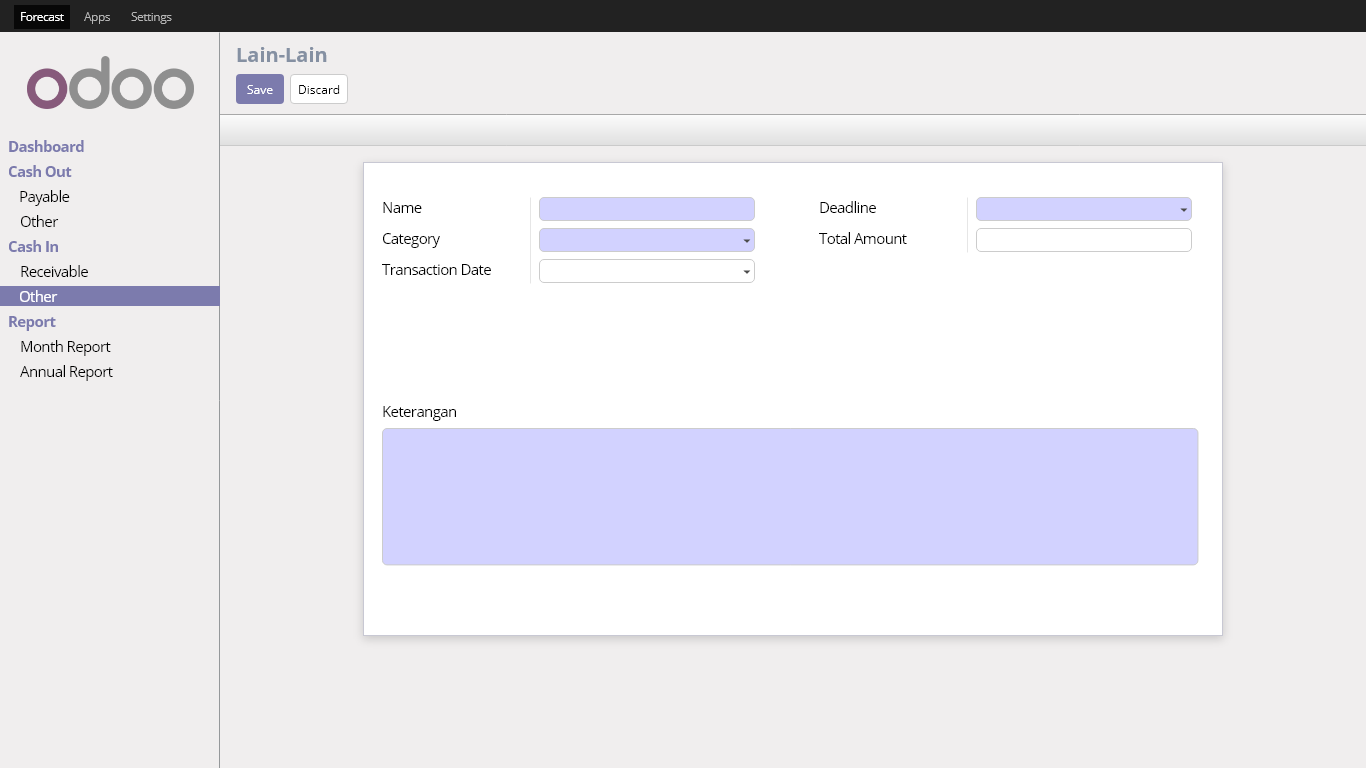 Forecast Apps Settings
odoo
Dashboard
Cash Out
Payable
Other
Cash In
Receivable
Other
Report
Month Report
Annual Report
Lain-Lain
Save Discard
Name
Deadline
Category
Total Amount
Transaction Date
Keterangan